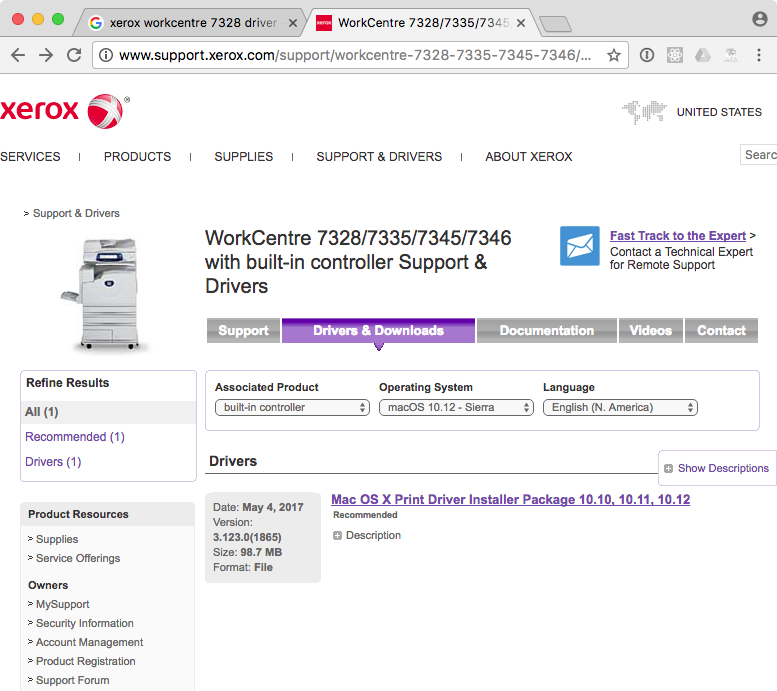 xerox workcentre 7328 driver
WorkCentre 7328/7335/7345
www.support.xerox.com/support/workcentre-7328-7335-7345-7346/...
xerox ®
UNITED STATES
SERVICES | PRODUCTS | SUPPLIES | SUPPORT & DRIVERS | ABOUT XEROX
Searc
> Support & Drivers
WorkCentre 7328/7335/7345/7346
with built-in controller Support &
Drivers
Fast Track to the Expert >
Contact a Technical Expert
for Remote Support
Support
Drivers & Downloads
Documentation
Videos
Contact
Refine Results
All (1)
Recommended (1)
Drivers (1)
Associated Product
built-in controller
Operating System
macOS 10.12 - Sierra
Language
English (N. America)
Drivers
Show Descriptions
Date: May 4, 2017
Version:
3.123.0(1865)
Size: 98.7 MB
Format: File
Mac OS X Print Driver Installer Package 10.10, 10.11, 10.12
Recommended
Description
Product Resources
> Supplies
> Service Offerings
Owners
> MySupport
> Security Information
> Account Management
> Product Registration
> Support Forum